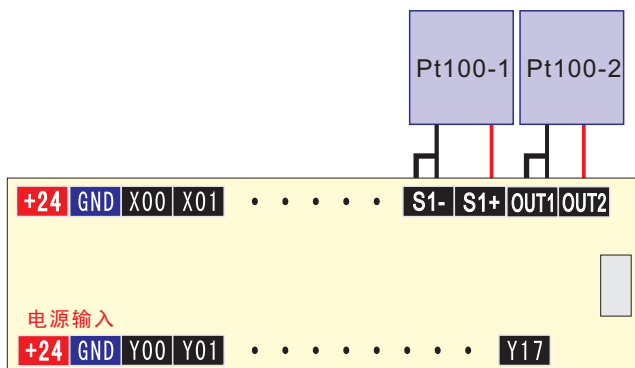 Pt100-1 Pt100-2
+24 GND X00 X01 • • • • • S1- S1+ OUT1 OUT2
电源输入
+24 GND Y00 Y01 • • • • • • • • Y17